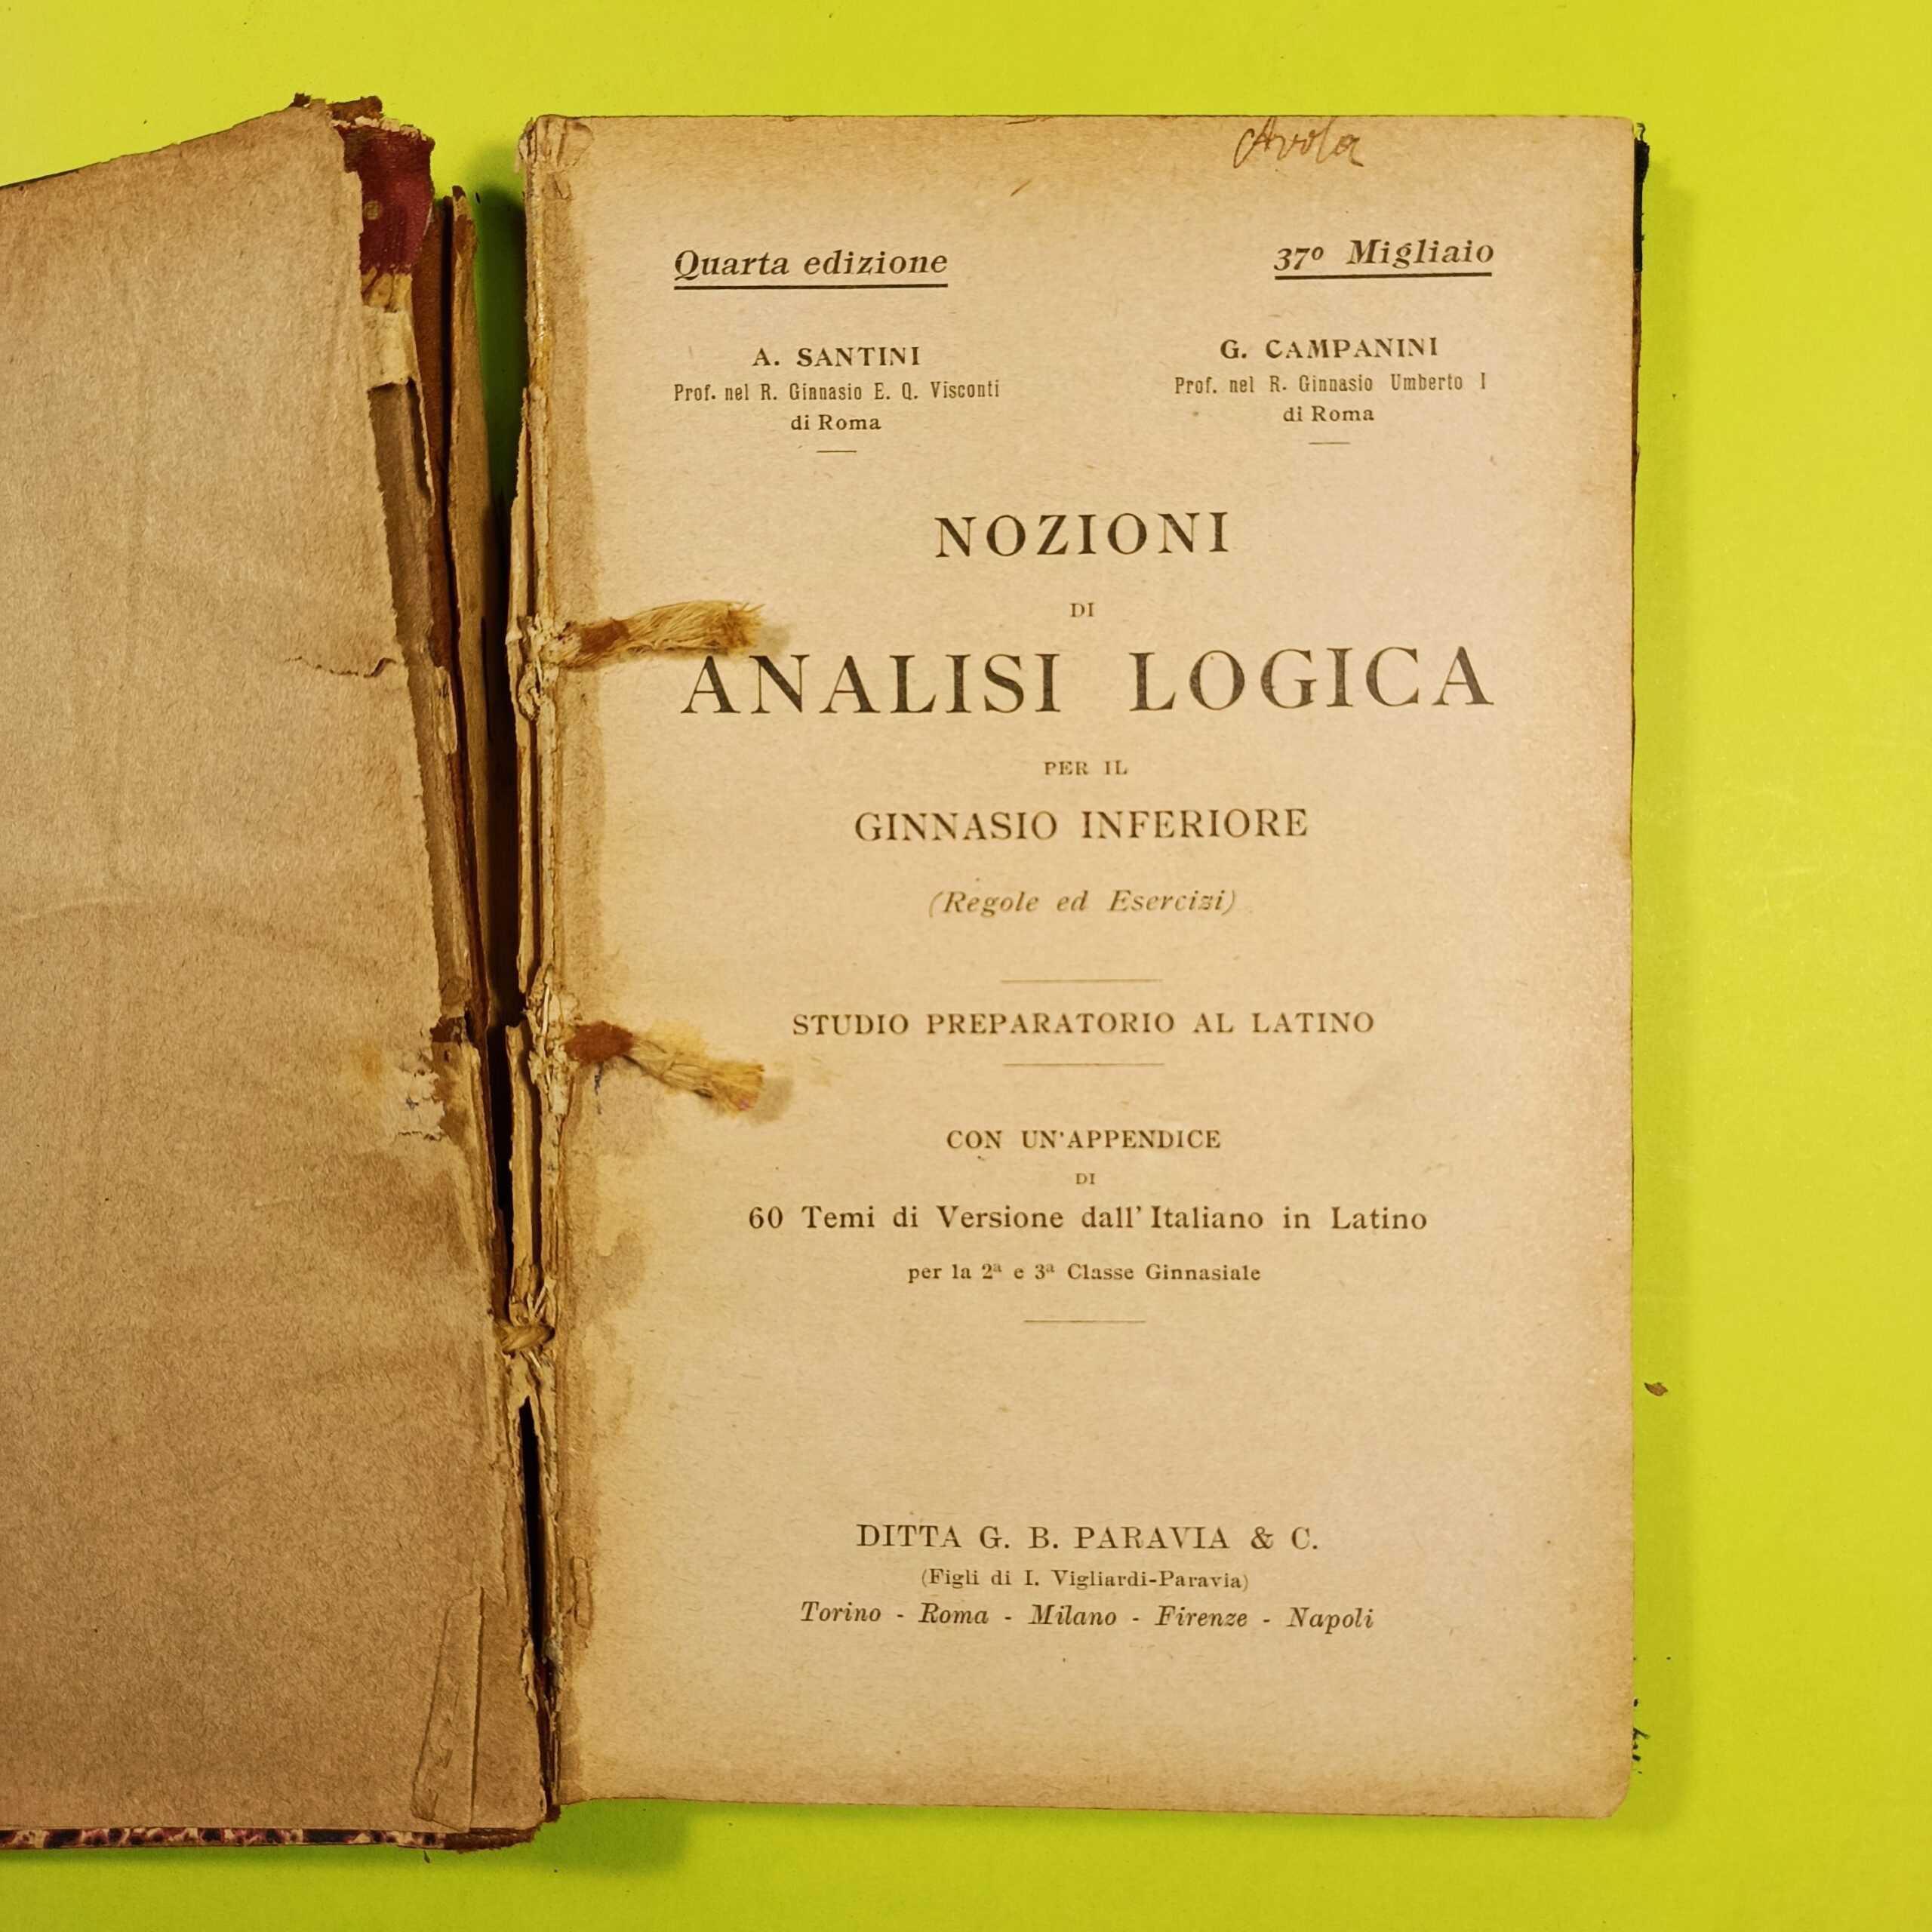 Avola
Quarta edizione
37º Migliaio
A. SANTINI
Prof. nel R. Ginnasio E. Q. Visconti
di Roma
G. CAMPANINI
Prof. nel R. Ginnasio Umberto I
di Roma
NOZIONI
DI
ANALISI LOGICA
PER IL
GINNASIO INFERIORE
(Regole ed Esercizi)
STUDIO PREPARATORIO AL LATINO
CON UN'APPENDICE
DI
60 Temi di Versione dall'Italiano in Latino
per la 2ª e 3ª Classe Ginnasiale
DITTA G. B. PARAVIA & C.
(Figli di I. Vigliardi-Paravia)
Torino - Roma - Milano - Firenze - Napoli